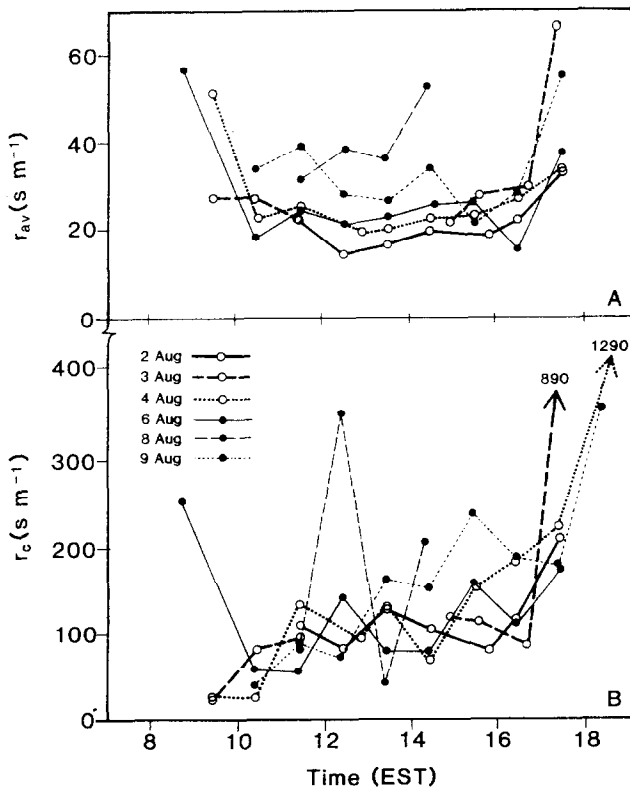 60
40
20
0
r_av (s m⁻¹)
A
400
300
200
100
0
r_c (s m⁻¹)
2 Aug
3 Aug
4 Aug
6 Aug
8 Aug
9 Aug
890
1290
B
8 10 12 14 16 18
Time (EST)